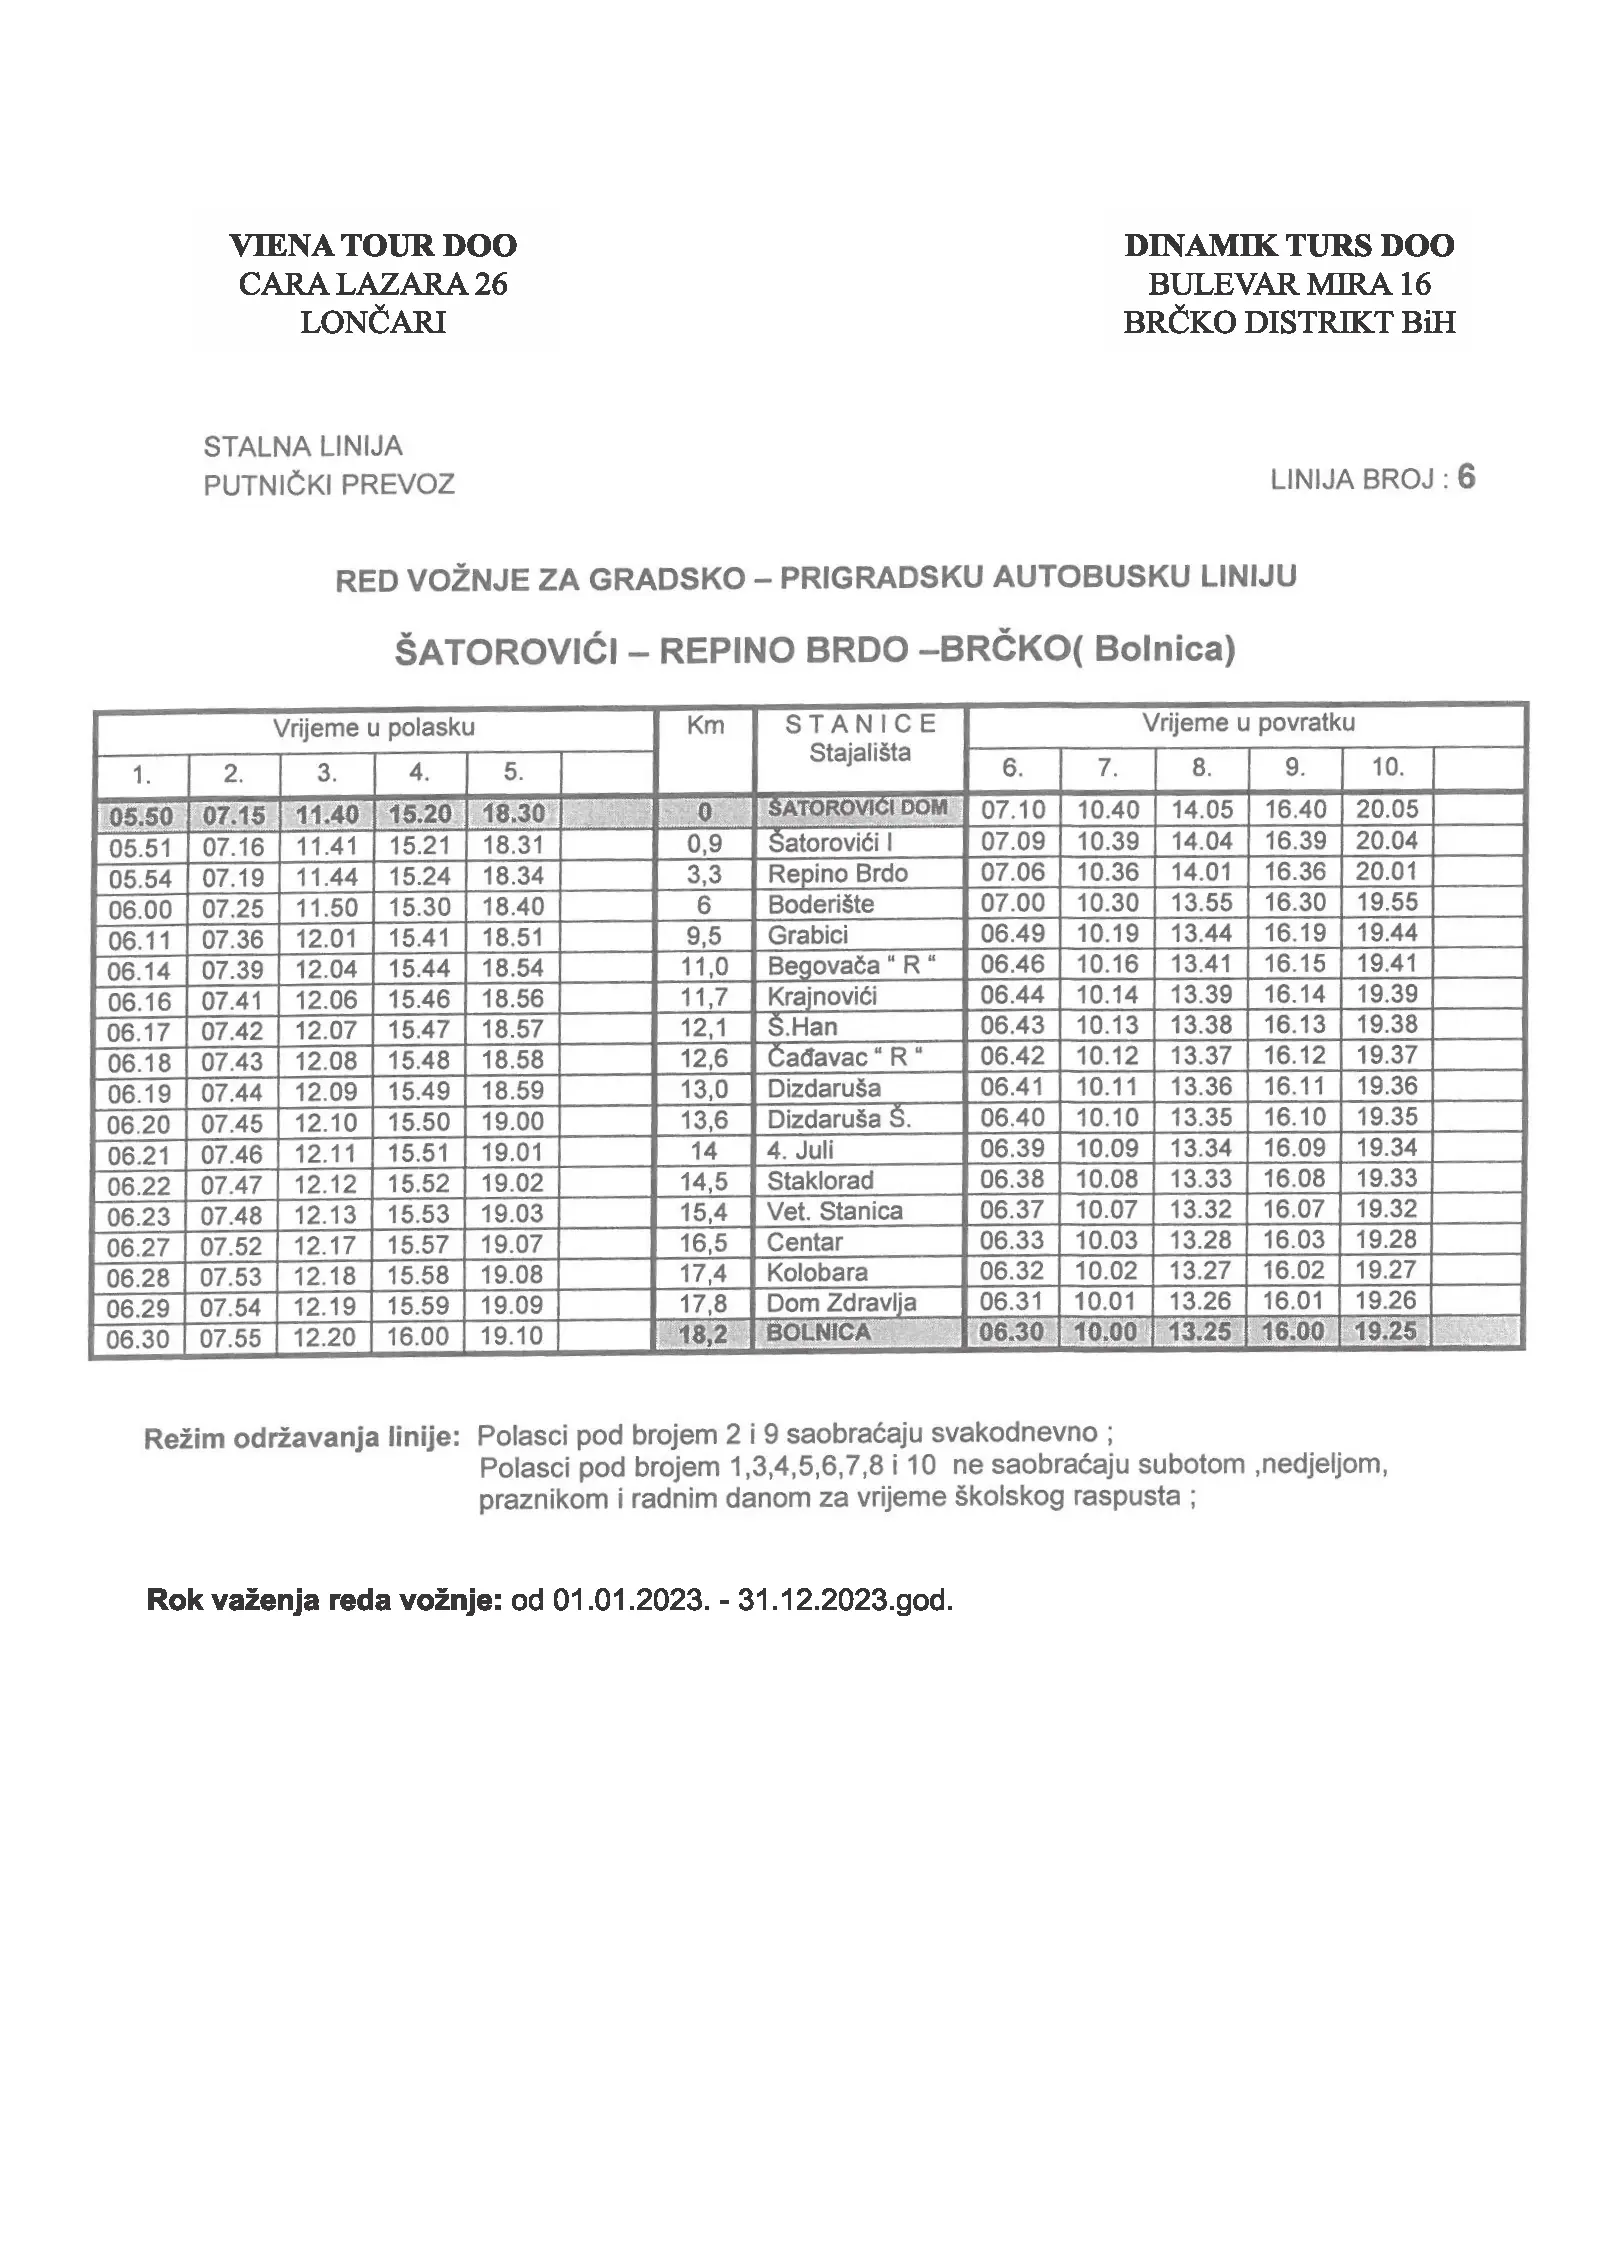 VIENA TOUR DOO
CARA LAZARA 26
LONČARI
DINAMIK TURS DOO
BULEVAR MIRA 16
BRČKO DISTRIKT BiH
STALNA LINIJA
PUTNIČKI PREVOZ
LINIJA BROJ : 6
RED VOŽNJE ZA GRADSKO – PRIGRADSKU AUTOBUSKU LINIJU
ŠATOROVIĆI – REPINO BRDO –BRČKO( Bolnica)
Vrijeme u polasku Km S T A N I C E Vrijeme u povratku
Stajališta
1. 2. 3. 4. 5. 6. 7. 8. 9. 10.
05.50 07.15 11.40 15.20 18.30 0 ŠATOROVIĆI DOM 07.10 10.40 14.05 16.40 20.05
05.51 07.16 11.41 15.21 18.31 0,9 Šatorovići I 07.09 10.39 14.04 16.39 20.04
05.54 07.19 11.44 15.24 18.34 3,3 Repino Brdo 07.06 10.36 14.01 16.36 20.01
06.00 07.25 11.50 15.30 18.40 6 Boderište 07.00 10.30 13.55 16.30 19.55
06.11 07.36 12.01 15.41 18.51 9,5 Grabici 06.49 10.19 13.44 16.19 19.44
06.14 07.39 12.04 15.44 18.54 11,0 Begovača “ R “ 06.46 10.16 13.41 16.15 19.41
06.16 07.41 12.06 15.46 18.56 11,7 Krajnovići 06.44 10.14 13.39 16.14 19.39
06.17 07.42 12.07 15.47 18.57 12,1 Š.Han 06.43 10.13 13.38 16.13 19.38
06.18 07.43 12.08 15.48 18.58 12,6 Čađavac “ R “ 06.42 10.12 13.37 16.12 19.37
06.19 07.44 12.09 15.49 18.59 13,0 Dizdaruša 06.41 10.11 13.36 16.11 19.36
06.20 07.45 12.10 15.50 19.00 13,6 Dizdaruša Š. 06.40 10.10 13.35 16.10 19.35
06.21 07.46 12.11 15.51 19.01 14 4. Juli 06.39 10.09 13.34 16.09 19.34
06.22 07.47 12.12 15.52 19.02 14,5 Staklorad 06.38 10.08 13.33 16.08 19.33
06.23 07.48 12.13 15.53 19.03 15,4 Vet. Stanica 06.37 10.07 13.32 16.07 19.32
06.27 07.52 12.17 15.57 19.07 16,5 Centar 06.33 10.03 13.28 16.03 19.28
06.28 07.53 12.18 15.58 19.08 17,4 Kolobara 06.32 10.02 13.27 16.02 19.27
06.29 07.54 12.19 15.59 19.09 17,8 Dom Zdravlja 06.31 10.01 13.26 16.01 19.26
06.30 07.55 12.20 16.00 19.10 18,2 BOLNICA 06.30 10.00 13.25 16.00 19.25
Režim održavanja linije: Polasci pod brojem 2 i 9 saobraćaju svakodnevno ;
Polasci pod brojem 1,3,4,5,6,7,8 i 10 ne saobraćaju subotom ,nedjeljom,
praznikom i radnim danom za vrijeme školskog raspusta ;
Rok važenja reda vožnje: od 01.01.2023. - 31.12.2023.god.